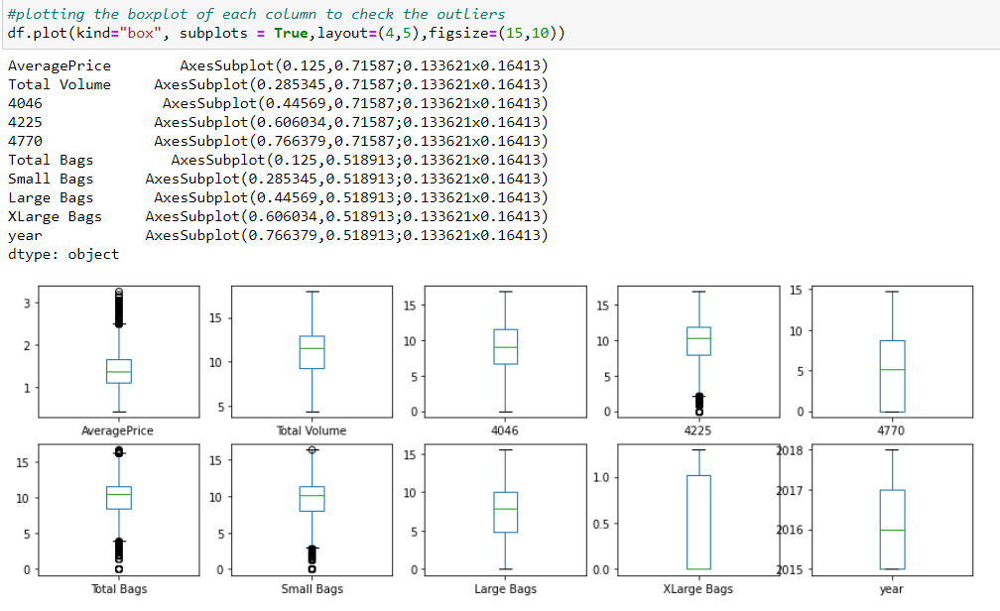 #plotting the boxplot of each column to check the outliers
df.plot(kind="box", subplots = True,layout=(4,5),figsize=(15,10))
AveragePrice AxesSubplot(0.125,0.71587;0.133621x0.16413)
Total Volume AxesSubplot(0.285345,0.71587;0.133621x0.16413)
4046 AxesSubplot(0.44569,0.71587;0.133621x0.16413)
4225 AxesSubplot(0.606034,0.71587;0.133621x0.16413)
4770 AxesSubplot(0.766379,0.71587;0.133621x0.16413)
Total Bags AxesSubplot(0.125,0.518913;0.133621x0.16413)
Small Bags AxesSubplot(0.285345,0.518913;0.133621x0.16413)
Large Bags AxesSubplot(0.44569,0.518913;0.133621x0.16413)
XLarge Bags AxesSubplot(0.606034,0.518913;0.133621x0.16413)
year AxesSubplot(0.766379,0.518913;0.133621x0.16413)
dtype: object
3
2
1
AveragePrice
15
10
5
Total Volume
15
10
5
0
4046
15
10
5
0
4225
15
10
5
0
4770
15
10
5
0
Total Bags
15
10
5
0
Small Bags
15
10
5
0
Large Bags
1.0
0.5
0.0
XLarge Bags
2018
2017
2016
2015
year